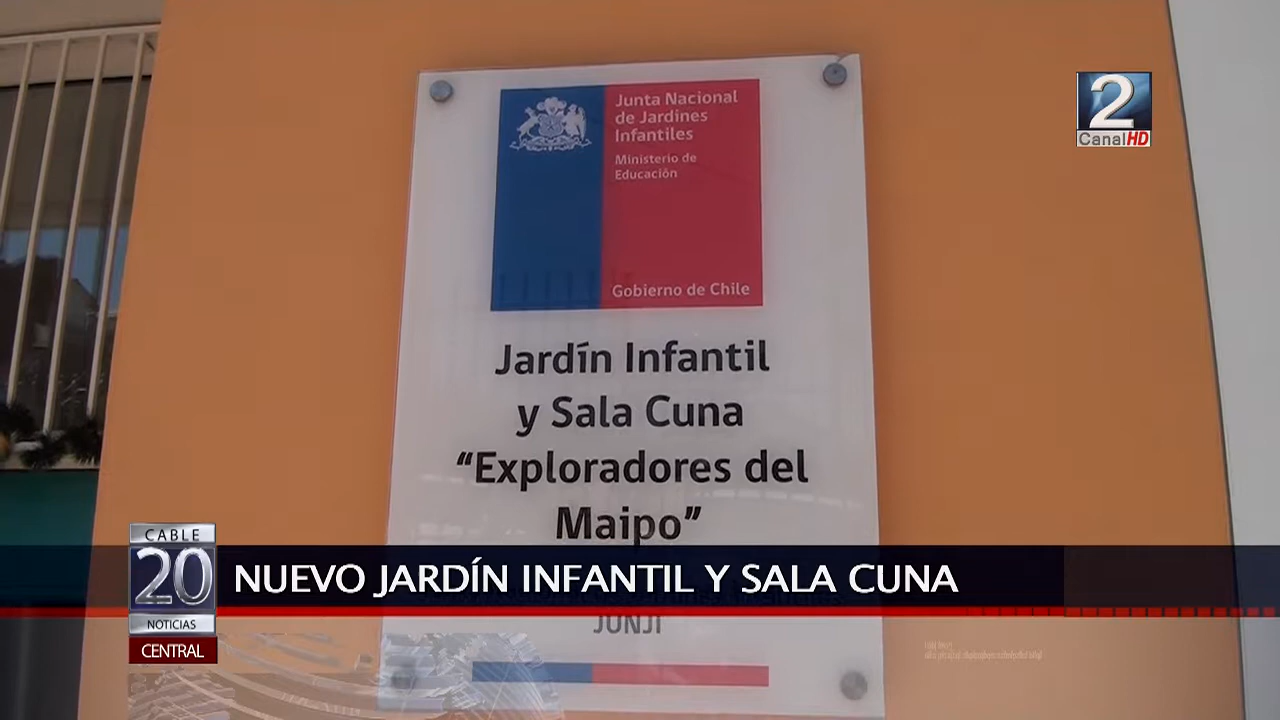 Junta Nacional
de Jardines
Infantiles
Ministerio de
Educación
Gobierno de Chile
2
Canal HD
Jardín Infantil
y Sala Cuna
“Exploradores del
Maipo”
CABLE
20
NOTICIAS
CENTRAL
NUEVO JARDÍN INFANTIL Y SALA CUNA
JUNJI